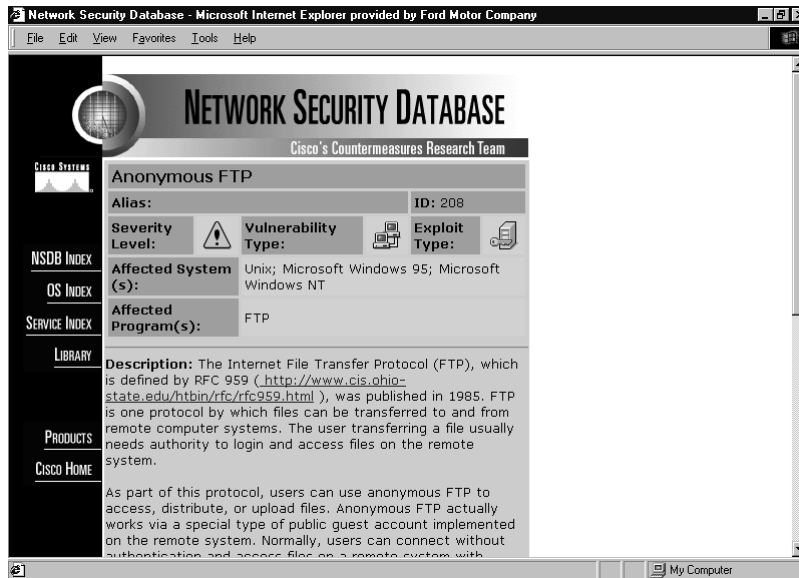 Network Security Database - Microsoft Internet Explorer provided by Ford Motor Company
File Edit View Favorites Tools Help
NETWORK SECURITY DATABASE
Cisco's Countermeasures Research Team
CISCO SYSTEMS
NSDB INDEX
OS INDEX
SERVICE INDEX
LIBRARY
PRODUCTS
CISCO HOME
Anonymous FTP
Alias:
ID: 208
Severity
Level:
Vulnerability
Type:
Exploit
Type:
Affected System
(s):
Unix; Microsoft Windows 95; Microsoft
Windows NT
Affected
Program(s):
FTP
Description: The Internet File Transfer Protocol (FTP), which
is defined by RFC 959 ( http://www.cis.ohio-
state.edu/htbin/rfc/rfc959.html ), was published in 1985. FTP
is one protocol by which files can be transferred to and from
remote computer systems. The user transferring a file usually
needs authority to login and access files on the remote
system.
As part of this protocol, users can use anonymous FTP to
access, distribute, or upload files. Anonymous FTP actually
works via a special type of public guest account implemented
on the remote system. Normally, users can connect without
authentication and access files on a remote system with
My Computer